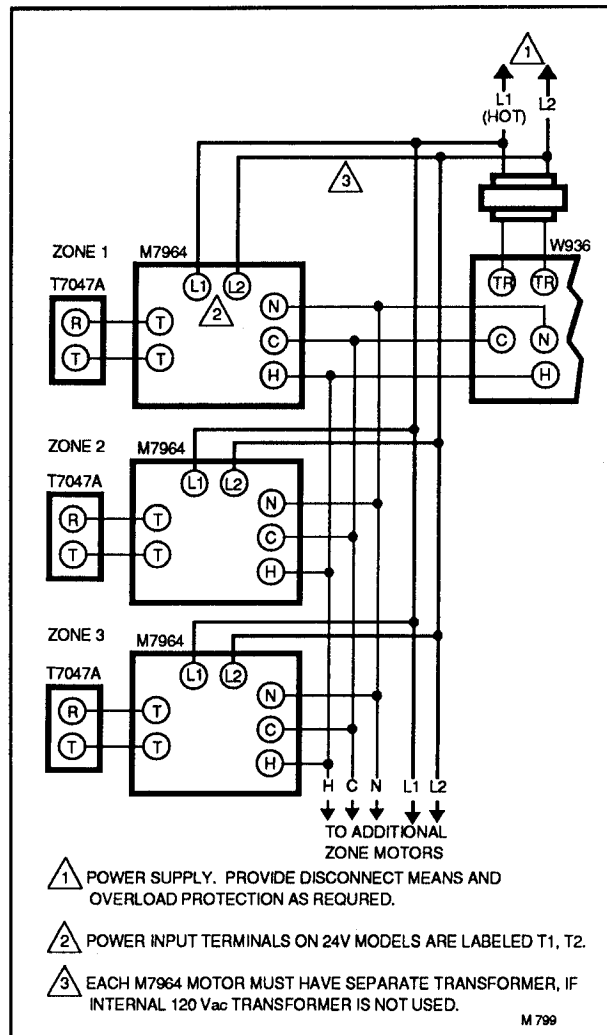 1
L1
(HOT)
L2
3
W936
ZONE 1
M7964
T7047A
L1 L2
2
TR TR
R T
N
C
H
T T
C N
H
ZONE 2
M7964
T7047A
L1 L2
R T
N
C
H
T T
ZONE 3
M7964
T7047A
L1 L2
R T
N
C
H
T T
H C N L1 L2
TO ADDITIONAL
ZONE MOTORS
1 POWER SUPPLY. PROVIDE DISCONNECT MEANS AND
OVERLOAD PROTECTION AS REQURED.
2 POWER INPUT TERMINALS ON 24V MODELS ARE LABELED T1, T2.
3 EACH M7964 MOTOR MUST HAVE SEPARATE TRANSFORMER, IF
INTERNAL 120 Vac TRANSFORMER IS NOT USED.
M 799